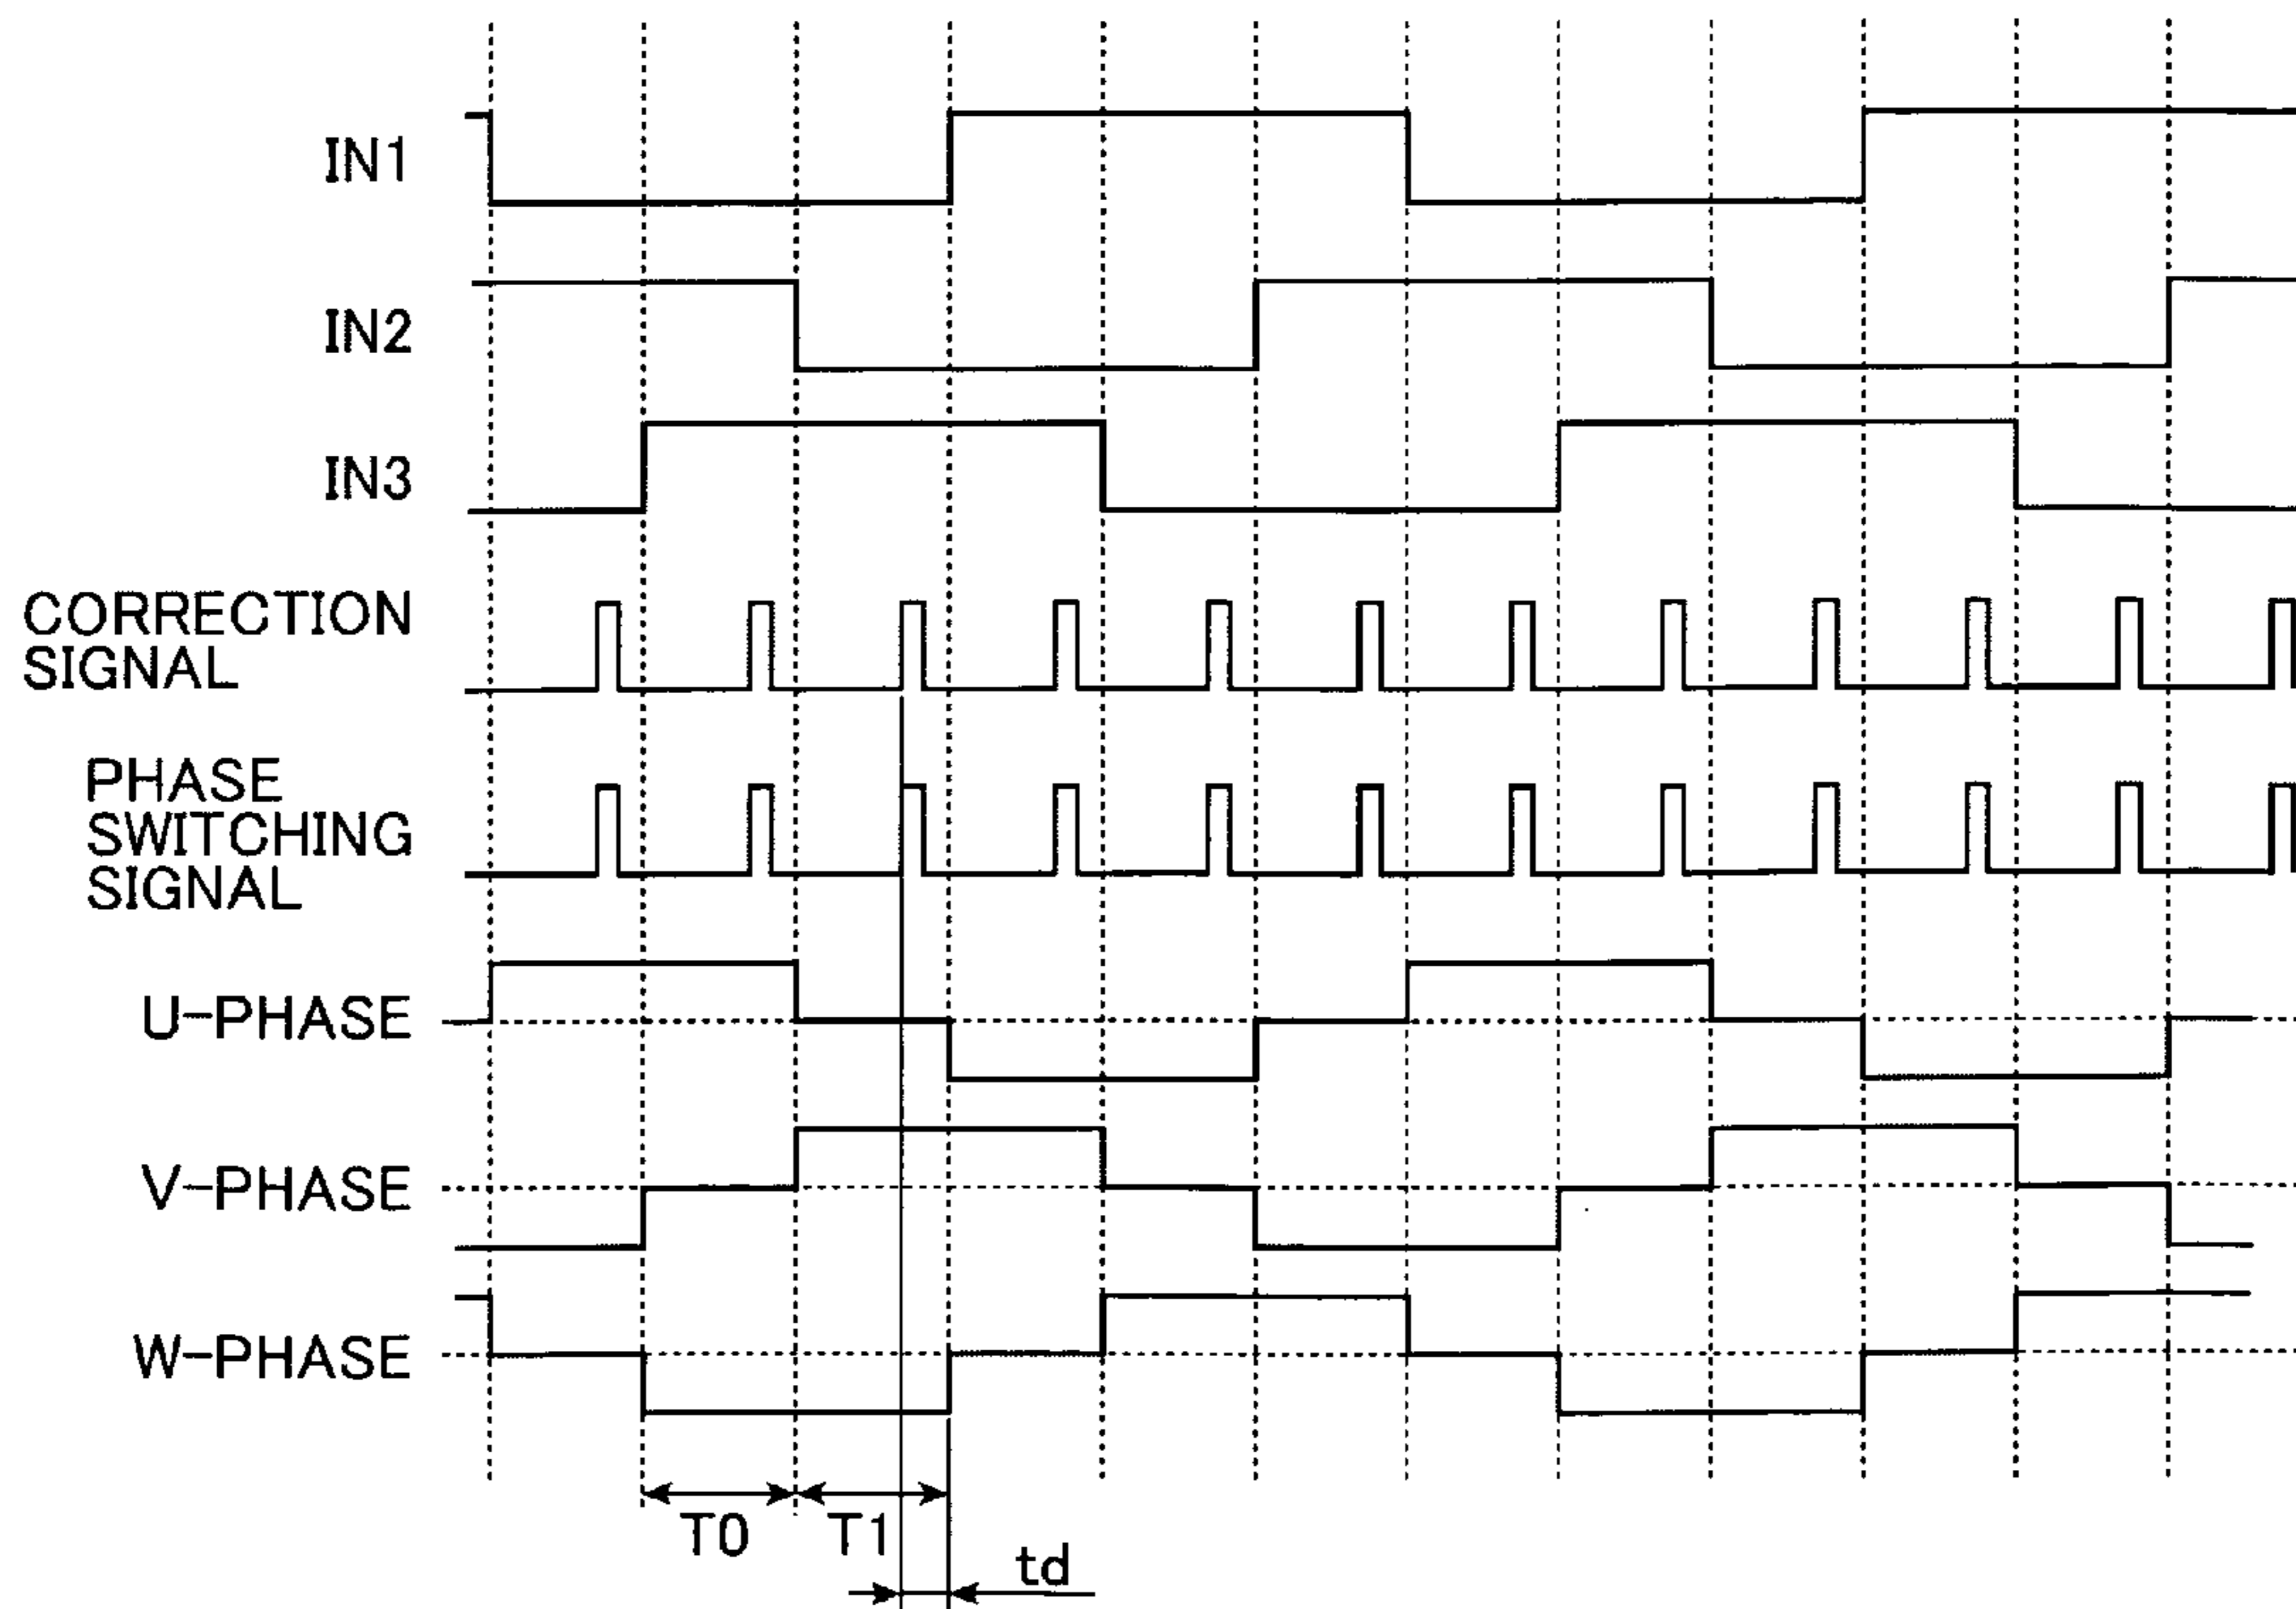 IN1
IN2
IN3
CORRECTION
SIGNAL
PHASE
SWITCHING
SIGNAL
U-PHASE
V-PHASE
W-PHASE
T0
T1
td